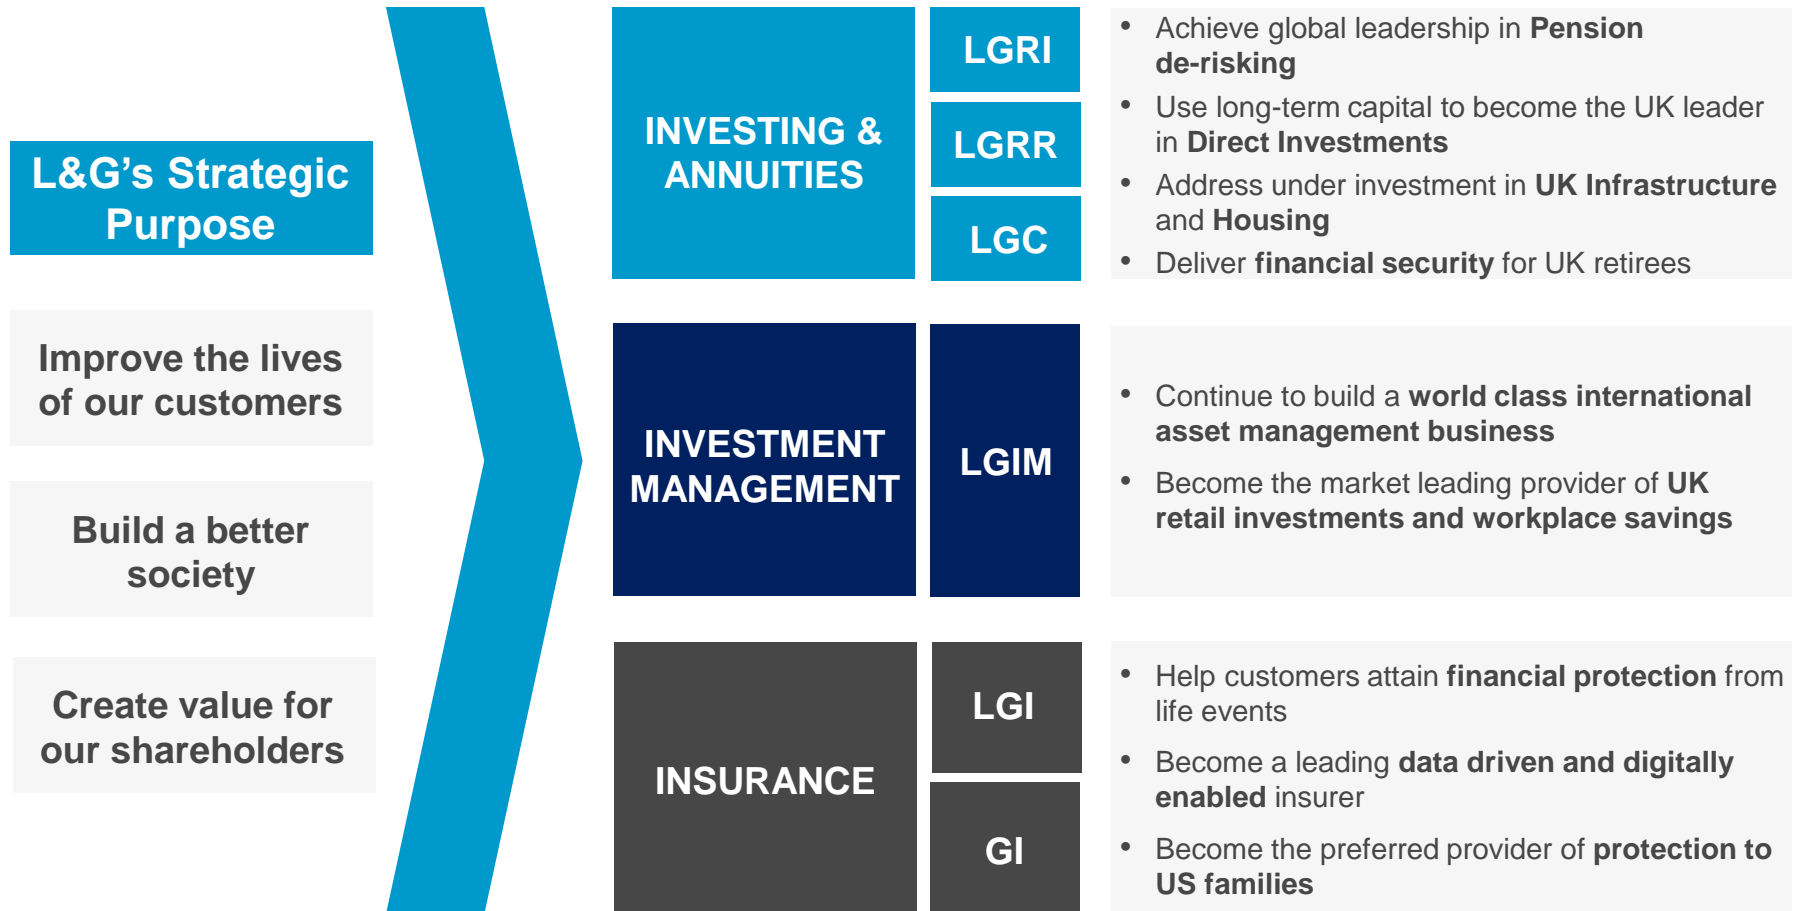 L&G's Strategic
Purpose
Improve the lives
of our customers
Build a better
society
Create value for
our shareholders
INVESTING &
ANNUITIES
LGRI
LGRR
LGC
• Achieve global leadership in Pension
de-risking
• Use long-term capital to become the UK leader
in Direct Investments
• Address under investment in UK Infrastructure
and Housing
• Deliver financial security for UK retirees
INVESTMENT
MANAGEMENT
LGIM
• Continue to build a world class international
asset management business
• Become the market leading provider of UK
retail investments and workplace savings
INSURANCE
LGI
GI
• Help customers attain financial protection from
life events
• Become a leading data driven and digitally
enabled insurer
• Become the preferred provider of protection to
US families